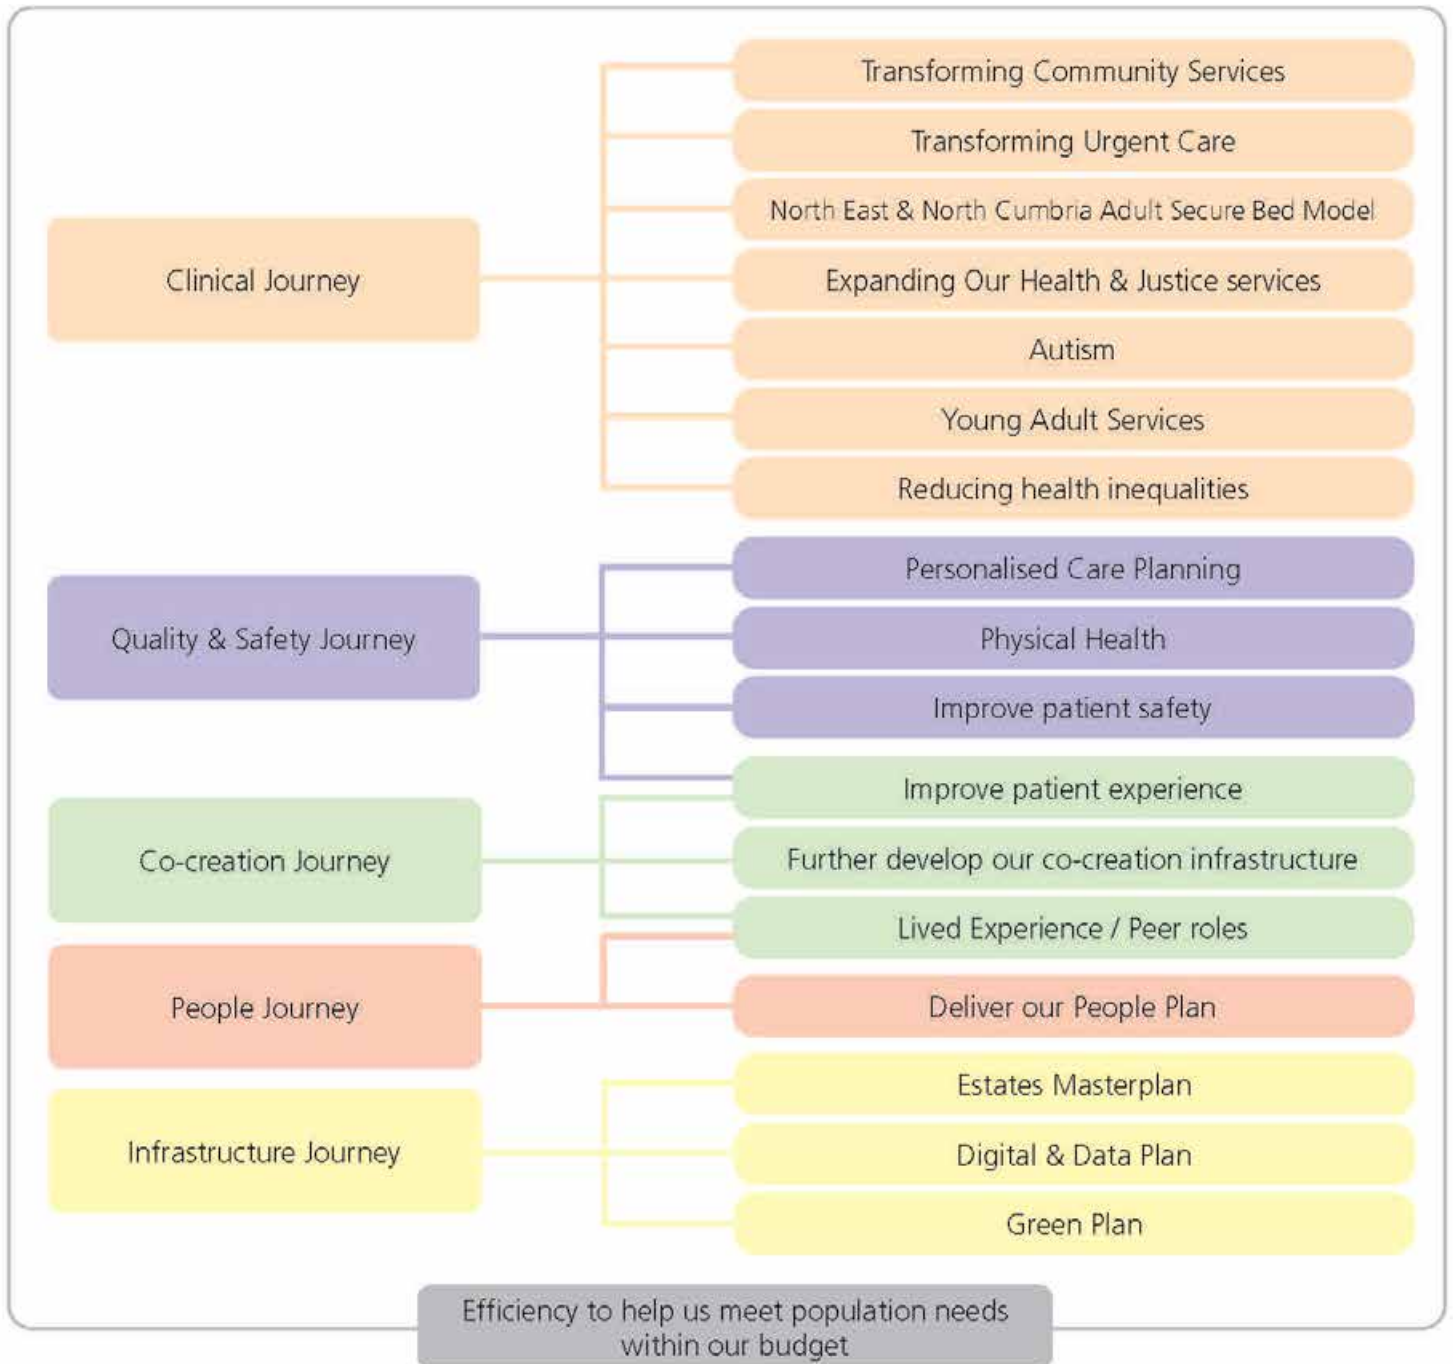 Clinical Journey
Transforming Community Services
Transforming Urgent Care
North East & North Cumbria Adult Secure Bed Model
Expanding Our Health & Justice services
Autism
Young Adult Services
Reducing health inequalities
Quality & Safety Journey
Personalised Care Planning
Physical Health
Improve patient safety
Co-creation Journey
Improve patient experience
Further develop our co-creation infrastructure
Lived Experience / Peer roles
People Journey
Deliver our People Plan
Infrastructure Journey
Estates Masterplan
Digital & Data Plan
Green Plan
Efficiency to help us meet population needs
within our budget